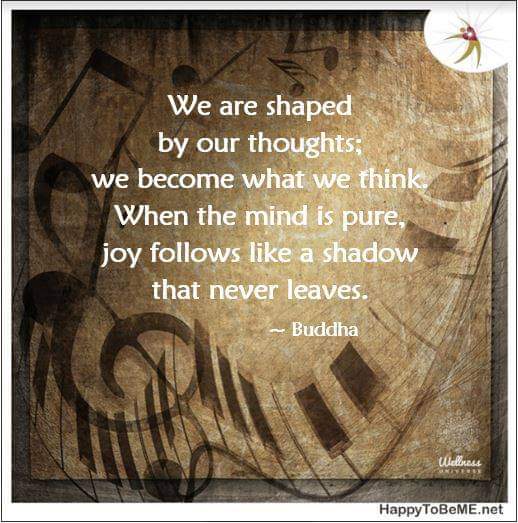 We are shaped
by our thoughts;
we become what we think.
When the mind is pure,
joy follows like a shadow
that never leaves.
~ Buddha
Wellness
UNIVERSE
HappyToBeME.net